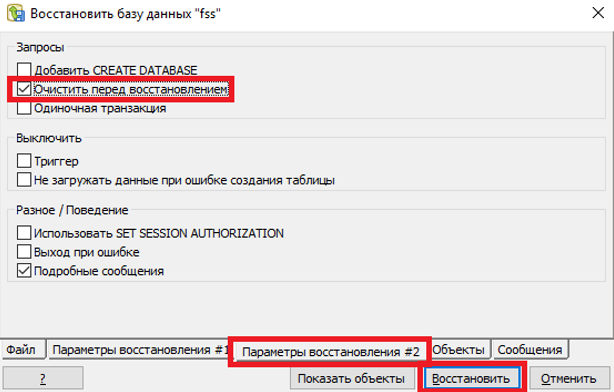 Восстановить базу данных "fss"
Запросы
Добавить CREATE DATABASE
Очистить перед восстановлением
Одиночная транзакция
Выключить
Триггер
Не загружать данные при ошибке создания таблицы
Разное / Поведение
Использовать SET SESSION AUTHORIZATION
Выход при ошибке
Подробные сообщения
Файл Параметры восстановления #1 Параметры восстановления #2 Объекты Сообщения
? Показать объекты Восстановить Отменить